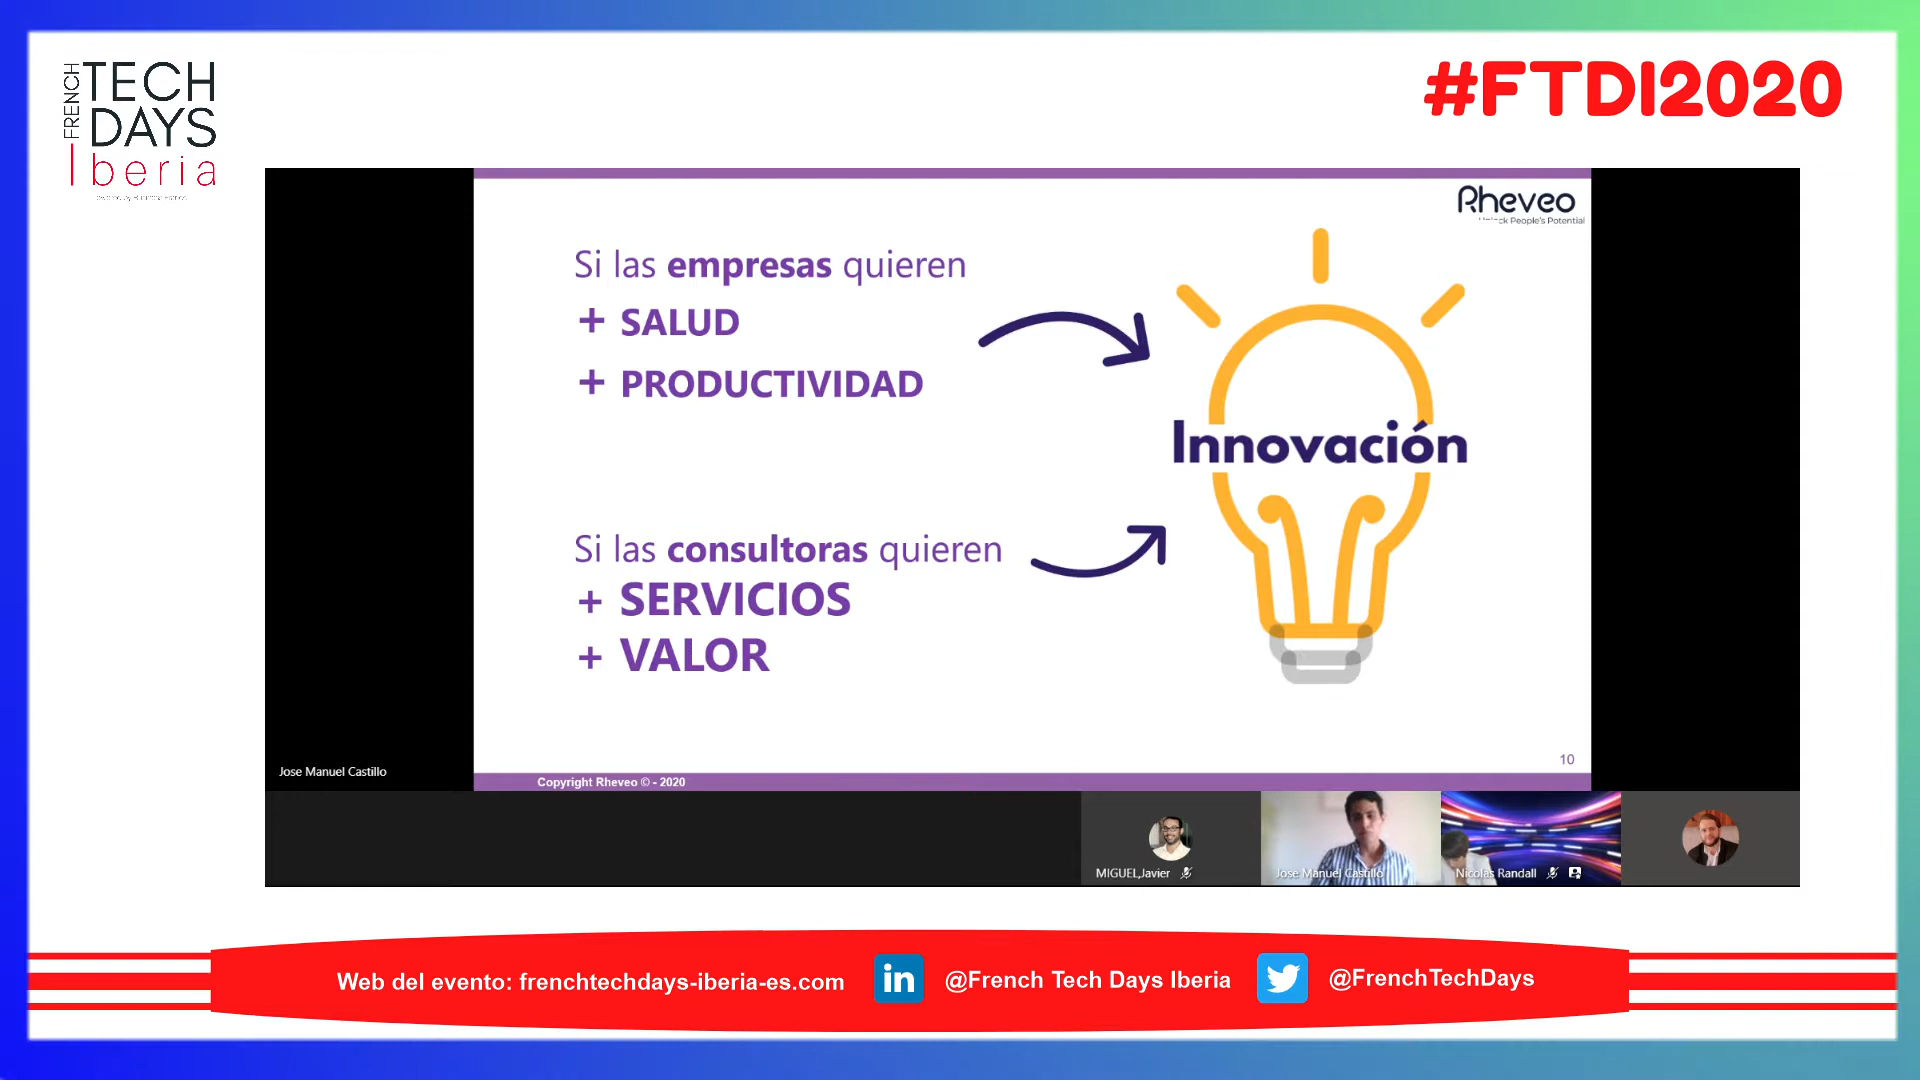 FRENCH
TECH
DAYS
Iberia
#FTDI2020
Rheveo
People's Potential
Si las empresas quieren
+ SALUD
+ PRODUCTIVIDAD
Innovación
Si las consultoras quieren
+ SERVICIOS
+ VALOR
10
Jose Manuel Castillo
Copyright Rheveo © - 2020
MIGUEL,Javier
Jose Manuel Castillo
Nicolas Randall
Web del evento: frenchtechdays-iberia-es.com
in
@French Tech Days Iberia
@FrenchTechDays